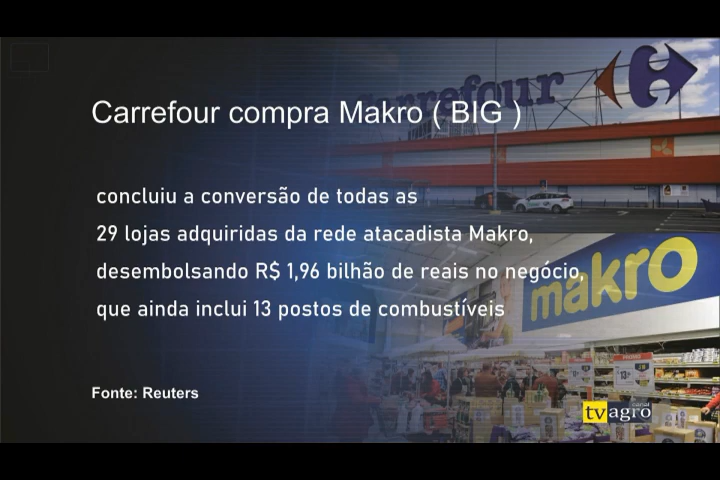 Carrefour
Carrefour compra Makro ( BIG )
concluiu a conversão de todas as
29 lojas adquiridas da rede atacadista Makro,
desembolsando R$ 1,96 bilhão de reais no negócio,
que ainda inclui 13 postos de combustíveis
makro
Fonte: Reuters
canal
tvagro